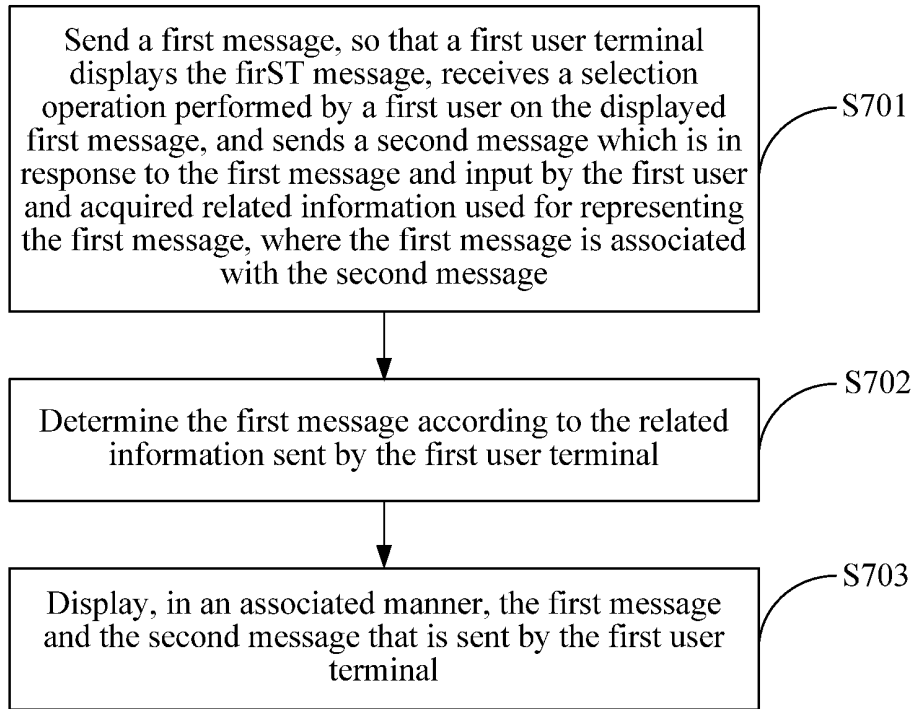 Send a first message, so that a first user terminal
displays the firST message, receives a selection
operation performed by a first user on the displayed
first message, and sends a second message which is in
response to the first message and input by the first user
and acquired related information used for representing
the first message, where the first message is associated
with the second message
S701
Determine the first message according to the related
information sent by the first user terminal
S702
Display, in an associated manner, the first message
and the second message that is sent by the first user
terminal
S703